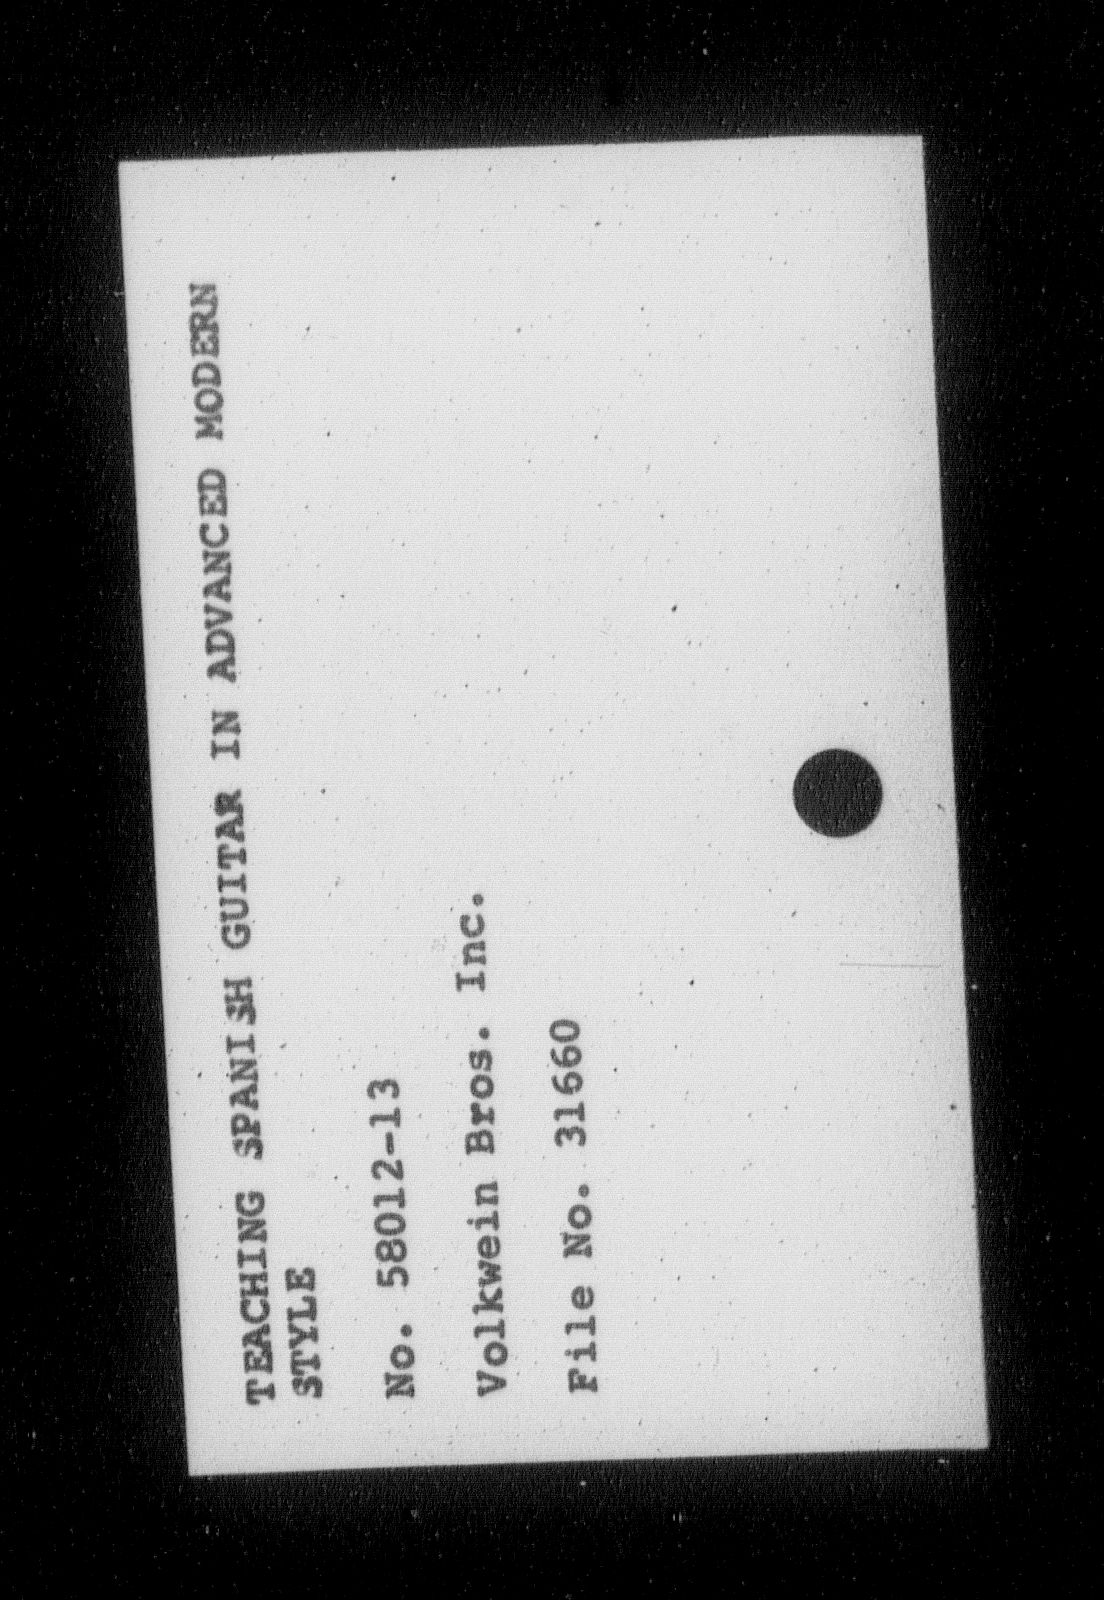 TEACHING SPANISH GUITAR IN ADVANCED MODERN
STYLE
No. 58012-13
Volkwein Bros. Inc.
File No. 31660